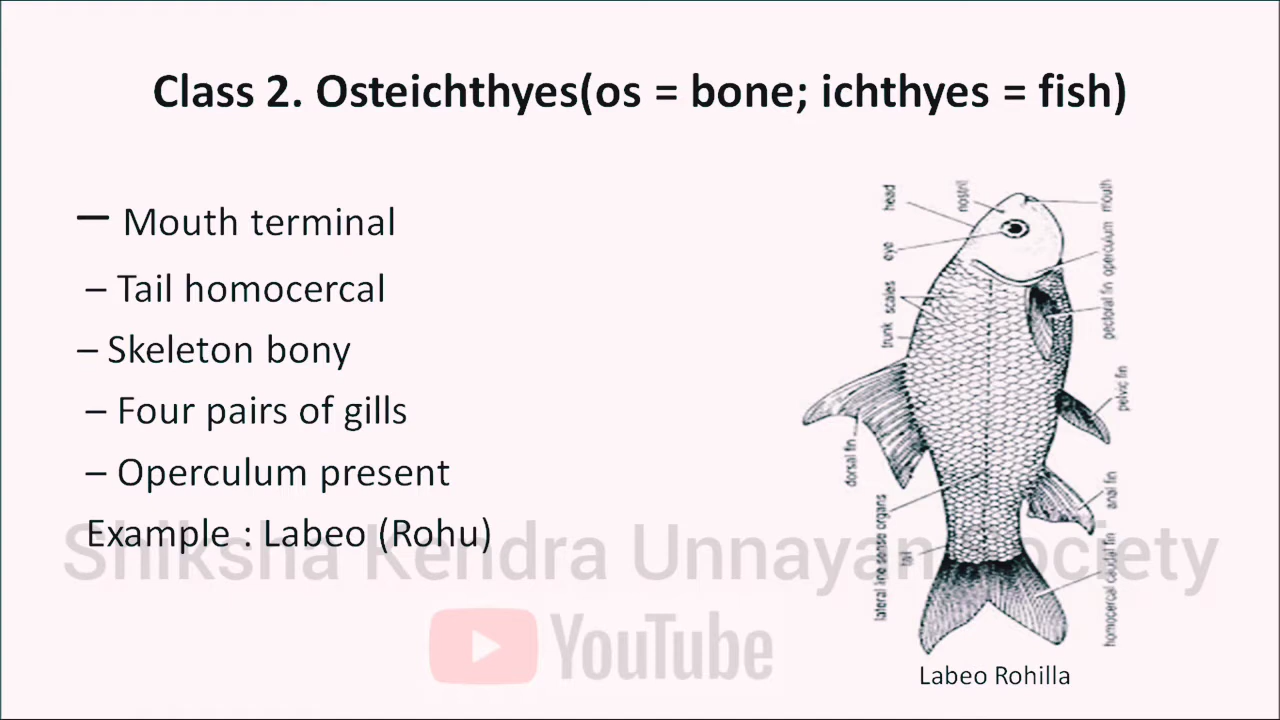 Class 2. Osteichthyes(os = bone; ichthyes = fish)
– Mouth terminal
– Tail homocercal
– Skeleton bony
– Four pairs of gills
– Operculum present
Example : Labeo (Rohu)
Shiksha Kendra Unnayan Society
YouTube
head
nostril
mouth
eye
operculum
scales
pectoral fin
trunk
pelvic fin
dorsal fin
anal fin
lateral line sense organs
tail
homocercal caudal fin
Labeo Rohilla